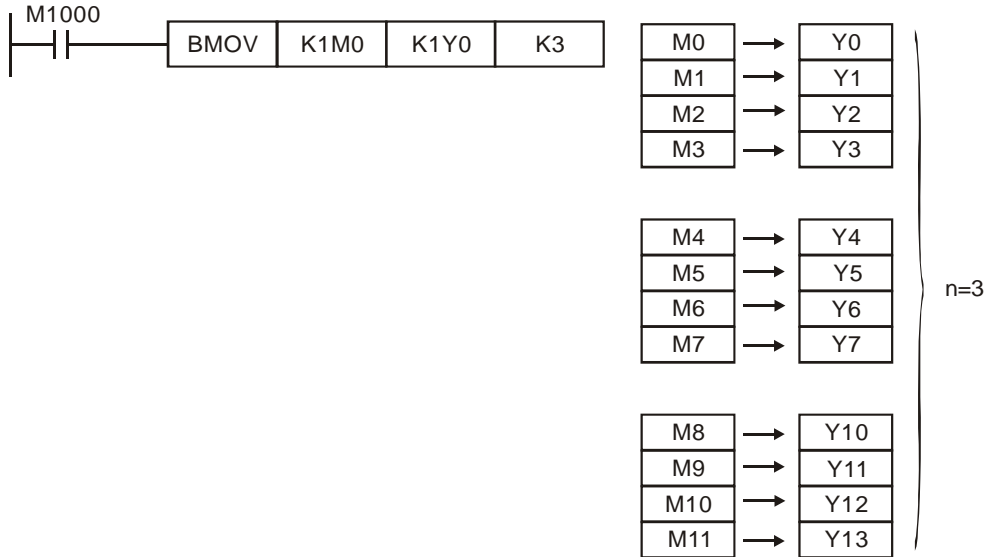 M1000
BMOV K1M0 K1Y0 K3
M0 Y0
M1 Y1
M2 Y2
M3 Y3
M4 Y4
M5 Y5
M6 Y6
M7 Y7
n=3
M8 Y10
M9 Y11
M10 Y12
M11 Y13